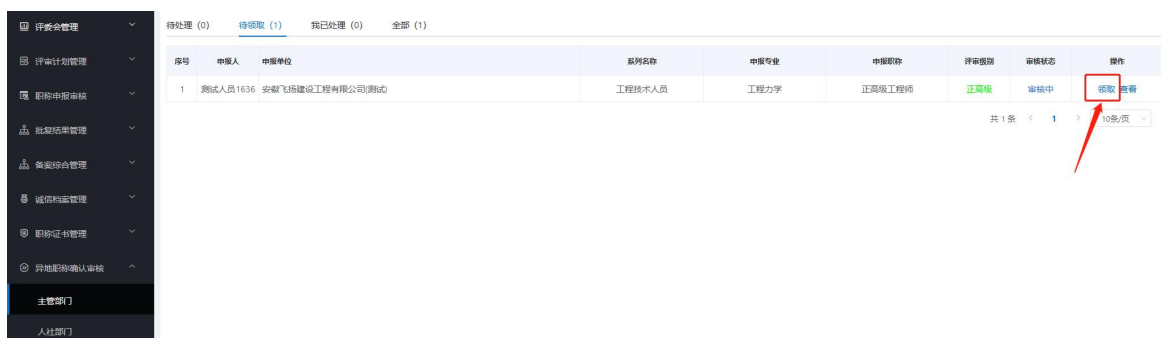 评委会管理
评审计划管理
职称申报审核
批复结果管理
备案综合管理
诚信档案管理
职称证书管理
异地职称确认审核
主管部门
人社部门
待处理 (0) 待领取 (1) 我已处理 (0) 全部 (1)
序号 申报人 申报单位 系列名称 申报专业 申报职称 评审级别 审核状态 操作
1 测试人员1636 安徽飞扬建设工程有限公司(测试) 工程技术人员 工程力学 正高级工程师 正高级 审核中 领取 查看
共 1 条 < 1 > 10条/页